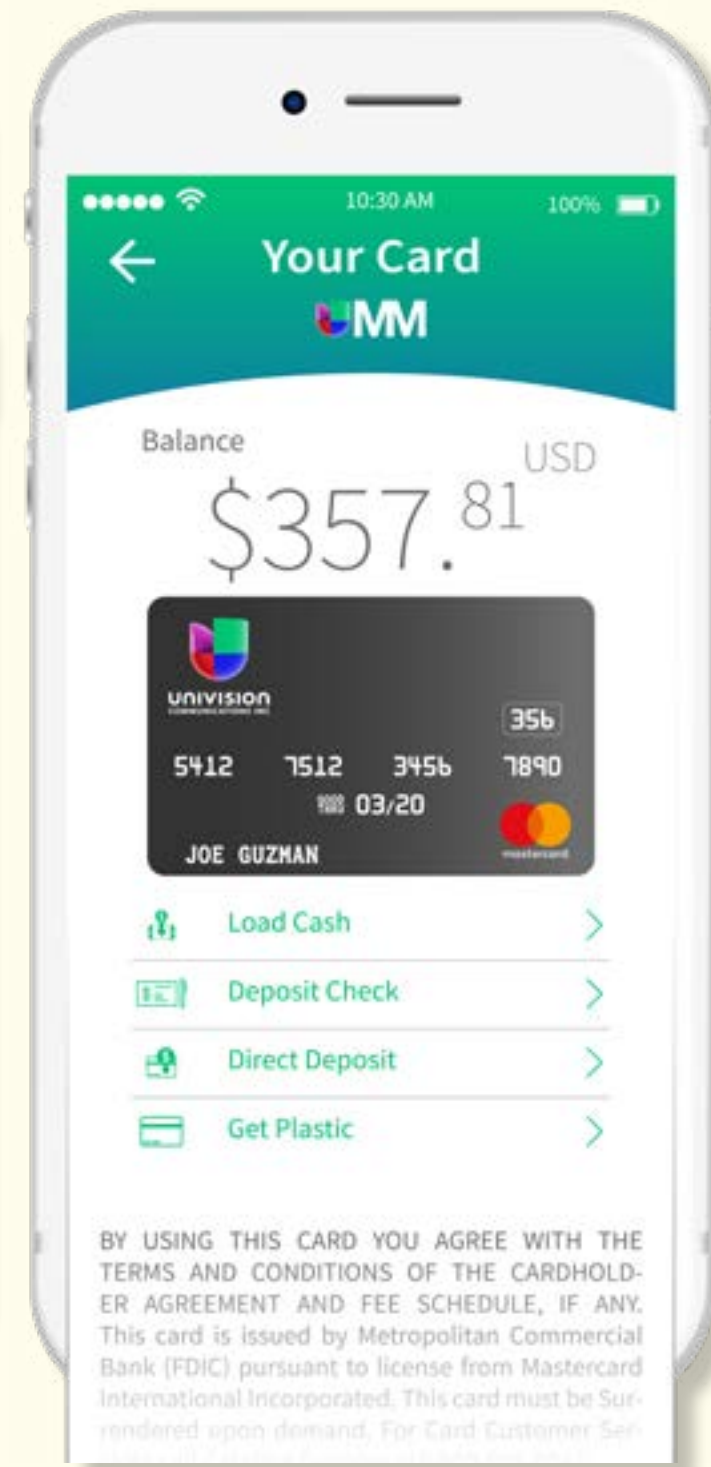 10:30 AM 100%
Your Card
MM
Balance
USD
$357.81
UNIVISION
COMMUNICATIONS INC
356
5412 7512 3456 7890
03/20
JOE GUZMAN
mastercard
Load Cash
Deposit Check
Direct Deposit
Get Plastic
BY USING THIS CARD YOU AGREE WITH THE
TERMS AND CONDITIONS OF THE CARDHOLD-
ER AGREEMENT AND FEE SCHEDULE, IF ANY.
This card is issued by Metropolitan Commercial
Bank (FDIC) pursuant to license from Mastercard
International Incorporated. This card must be Sur-
rendered upon demand. For Card Customer Ser-